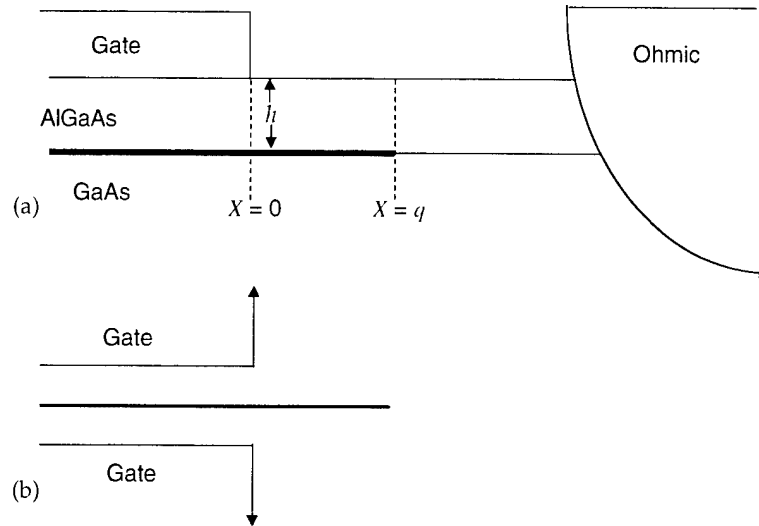 Gate
Ohmic
h
AlGaAs
GaAs
(a)
X = 0
X = q
Gate
Gate
(b)